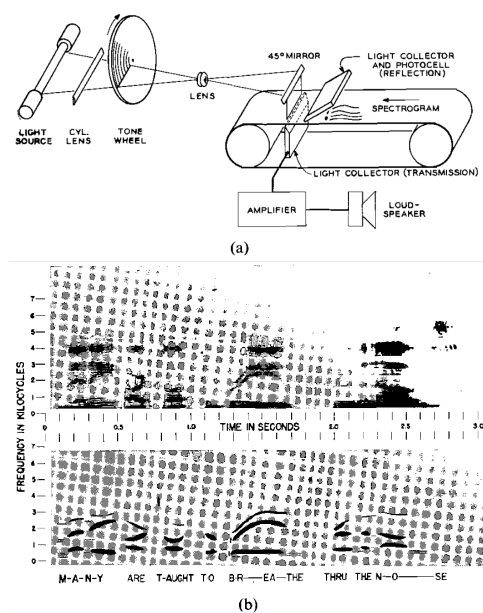 45° MIRROR
LIGHT COLLECTOR
AND PHOTOCELL
(REFLECTION)
LENS
SPECTROGRAM
LIGHT
SOURCE
CYL.
LENS
TONE
WHEEL
LIGHT COLLECTOR (TRANSMISSION)
AMPLIFIER
LOUD-
SPEAKER
(a)
FREQUENCY IN KILOCYCLES
7
6
5
4
3
2
1
0
0 0.5 1.0 TIME IN SECONDS 2.0 2.5 3.0
7
6
5
4
3
2
1
0
M-A-N-Y ARE T-AUGHT TO B-R—EA—THE THRU THE N—O——SE
(b)